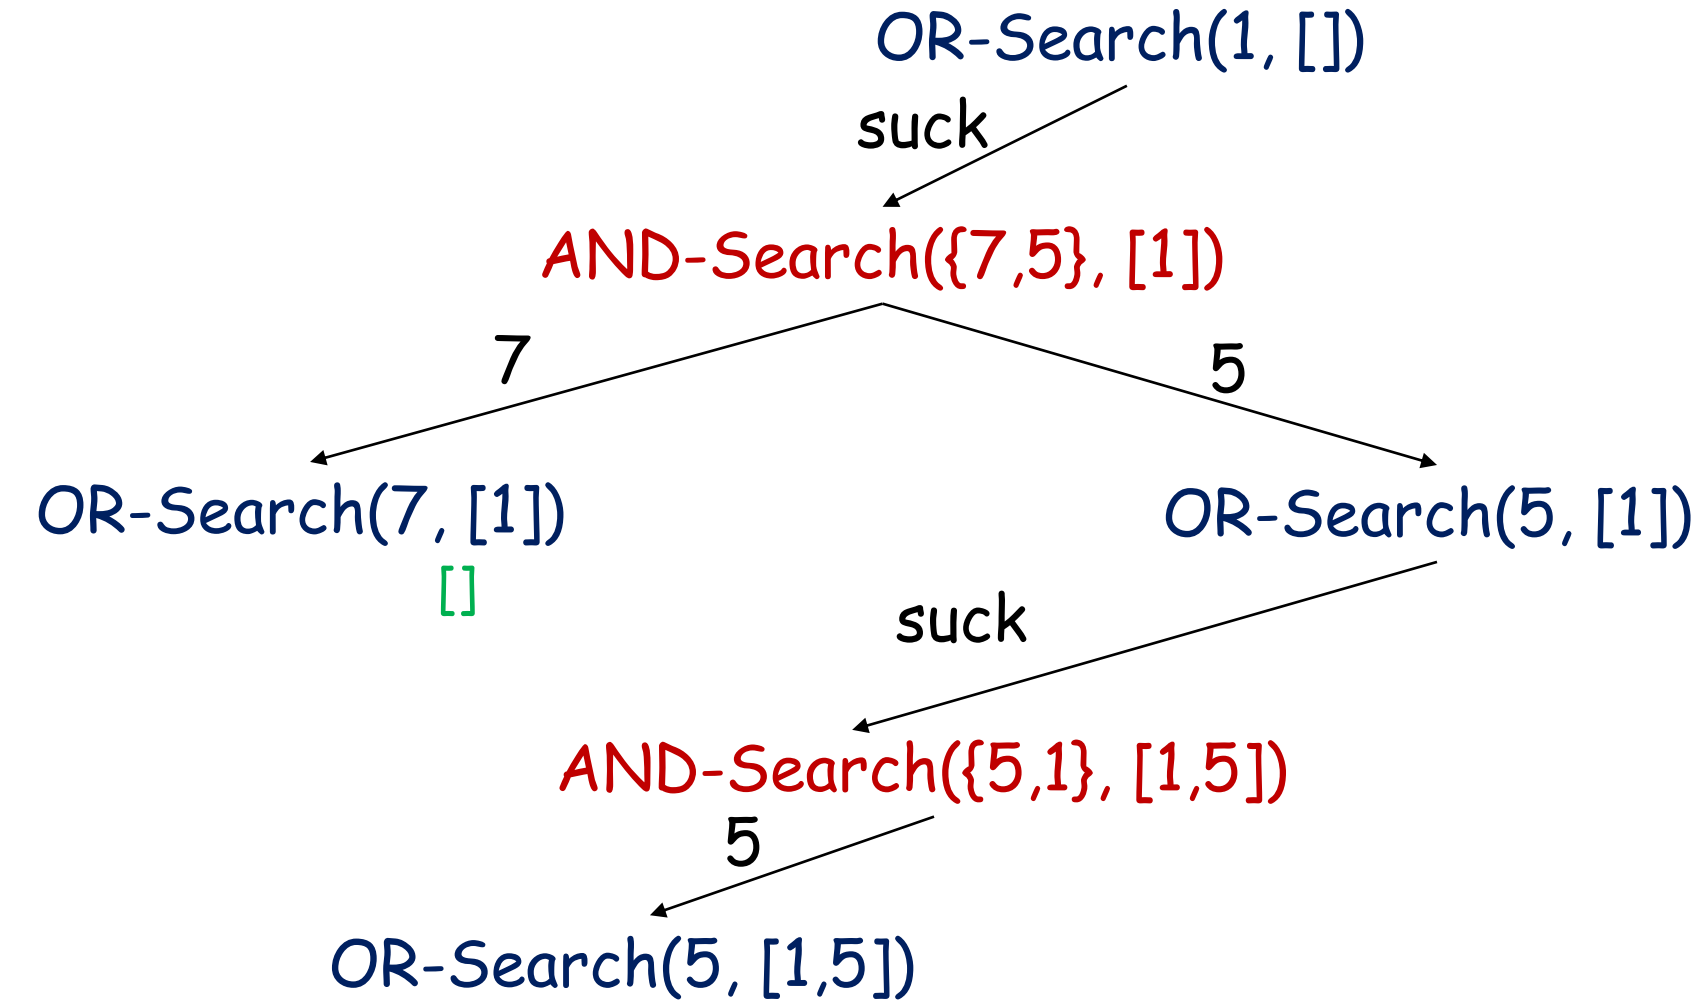 OR-Search(1, [])
suck
AND-Search({7,5}, [1])
7
5
OR-Search(7, [1])
OR-Search(5, [1])
[]
suck
AND-Search({5,1}, [1,5])
5
OR-Search(5, [1,5])